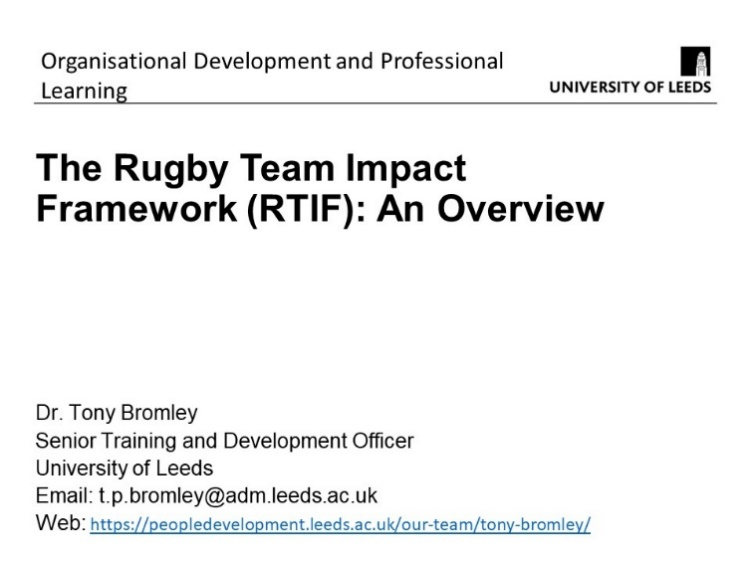 Organisational Development and Professional
Learning
UNIVERSITY OF LEEDS
The Rugby Team Impact
Framework (RTIF): An Overview
Dr. Tony Bromley
Senior Training and Development Officer
University of Leeds
Email: t.p.bromley@adm.leeds.ac.uk
Web: https://peopledevelopment.leeds.ac.uk/our-team/tony-bromley/